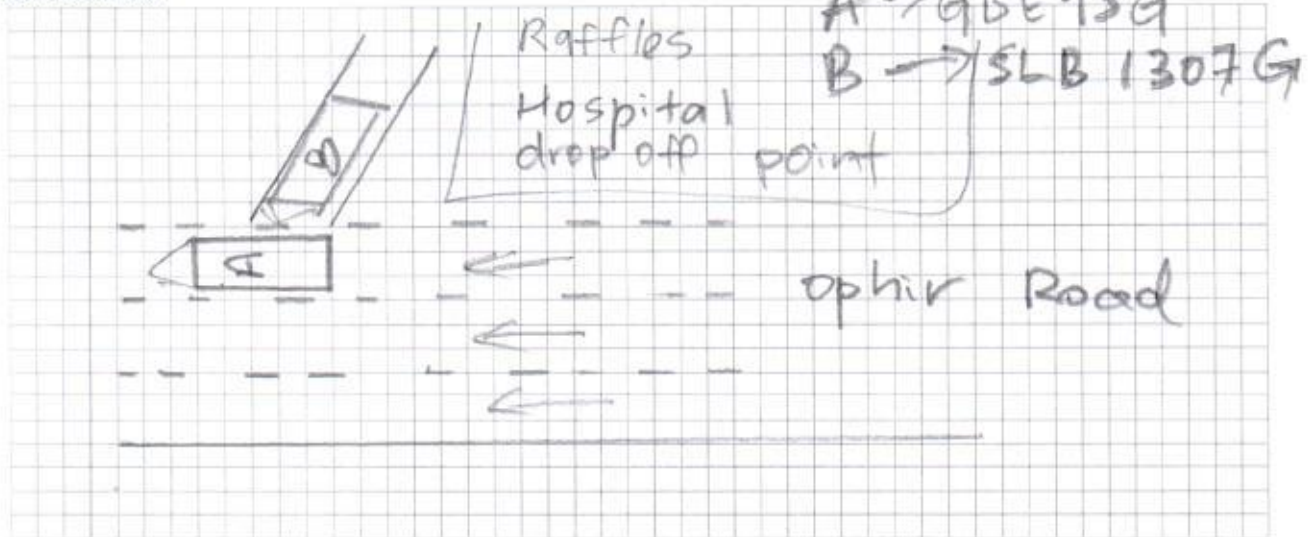 Raffles
Hospital
drop off point
A →
B → SLB 1307G
B
A
Ophir Road